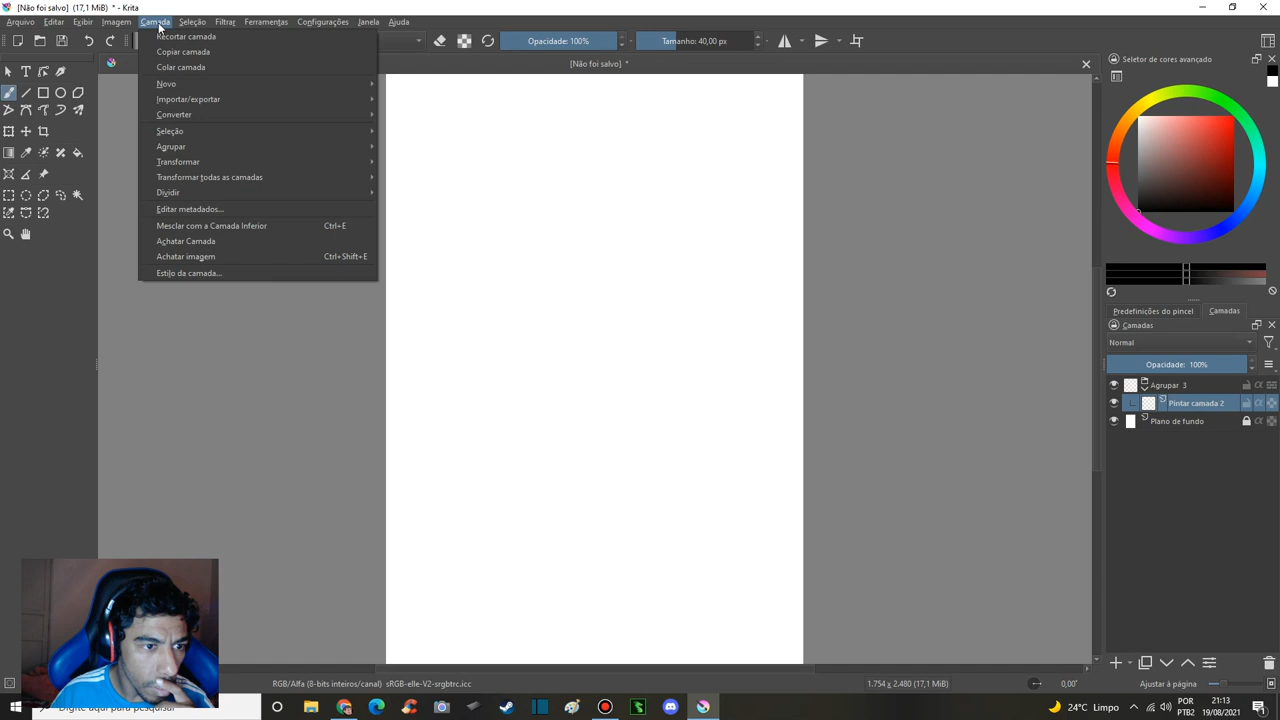 [Não foi salvo] (17,1 MiB) * - Krita
Arquivo Editar Exibir Imagem Camada Seleção Filtrar Ferramentas Configurações Janela Ajuda
Opacidade: 100% Tamanho: 40,00 px
[Não foi salvo] *
Recortar camada
Copiar camada
Colar camada
Novo
Importar/exportar
Converter
Seleção
Agrupar
Transformar
Transformar todas as camadas
Dividir
Editar metadados...
Mesclar com a Camada Inferior Ctrl+E
Achatar Camada
Achatar imagem Ctrl+Shift+E
Estilo da camada...
Seletor de cores avançado
Predefinições do pincel Camadas
Camadas
Normal
Opacidade: 100%
Agrupar 3
Pintar camada 2
Plano de fundo
RGB/Alfa (8-bits inteiros/canal) sRGB-elle-V2-srgbtrc.icc 1.754 x 2.480 (17,1 MiB) 0,00° Ajustar à página
Digite aqui para pesquisar
24°C Limpo
POR
PTB2
21:13
19/08/2021